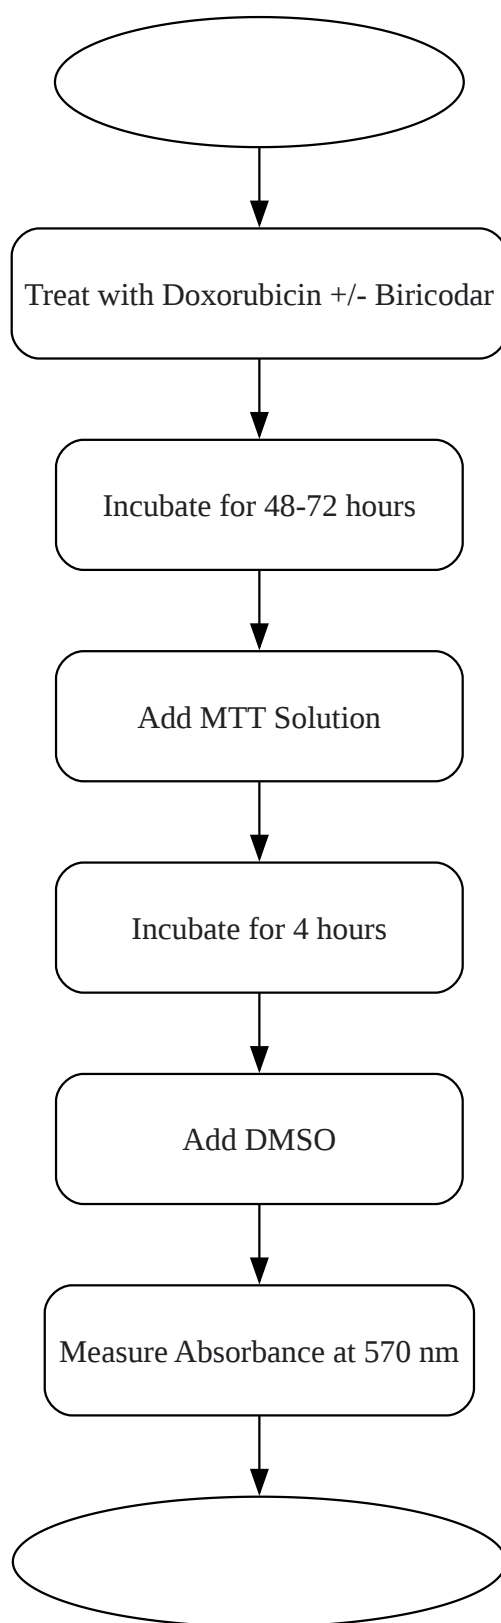 Treat with Doxorubicin +/- Biricodar
Incubate for 48-72 hours
Add MTT Solution
Incubate for 4 hours
Add DMSO
Measure Absorbance at 570 nm